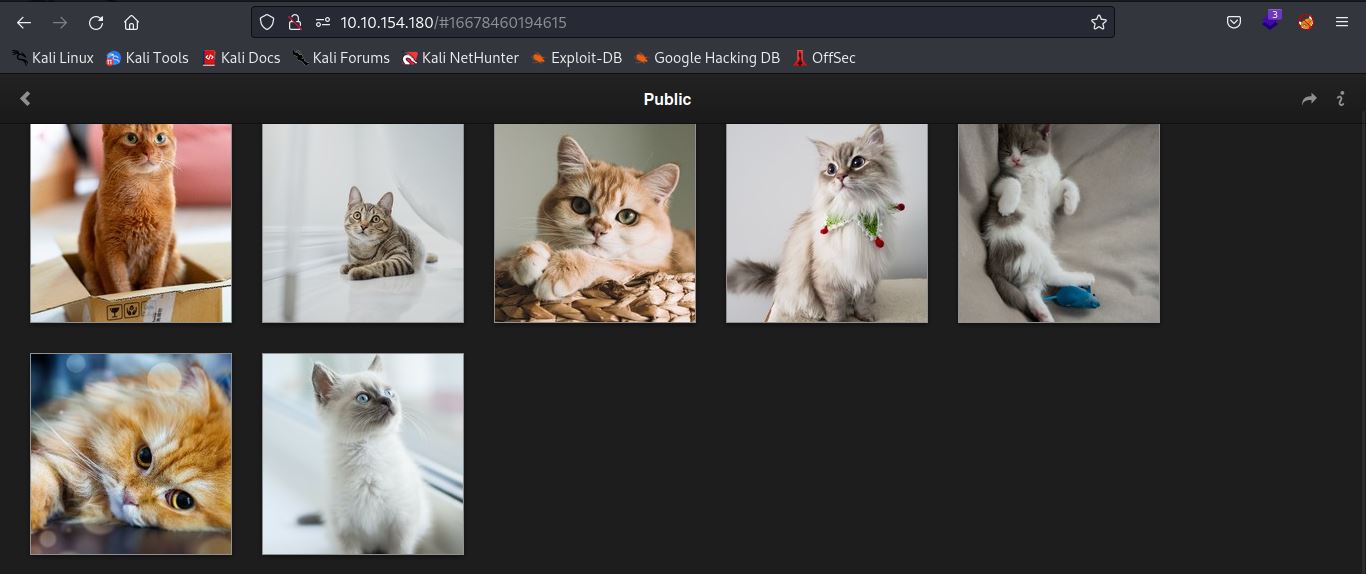 10.10.154.180/#16678460194615
3
Kali Linux Kali Tools Kali Docs Kali Forums Kali NetHunter Exploit-DB Google Hacking DB OffSec
Public